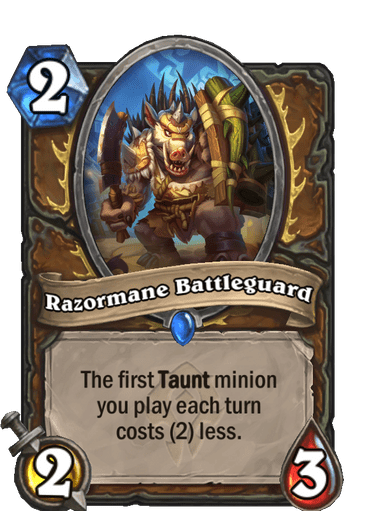 2
Razormane Battleguard
The first Taunt minion
you play each turn
costs (2) less.
2
3